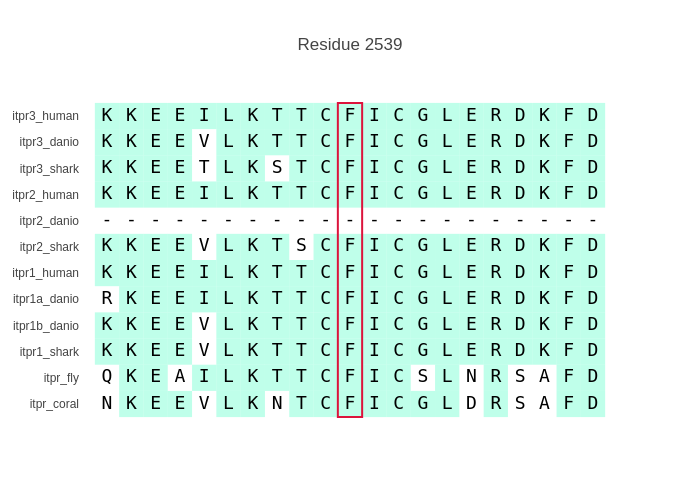 Residue 2539
itpr3_human K K E E I L K T T C F I C G L E R D K F D
itpr3_danio K K E E V L K T T C F I C G L E R D K F D
itpr3_shark K K E E T L K S T C F I C G L E R D K F D
itpr2_human K K E E I L K T T C F I C G L E R D K F D
itpr2_danio - - - - - - - - - - - - - - - - - - - - -
itpr2_shark K K E E V L K T S C F I C G L E R D K F D
itpr1_human K K E E I L K T T C F I C G L E R D K F D
itpr1a_danio R K E E I L K T T C F I C G L E R D K F D
itpr1b_danio K K E E V L K T T C F I C G L E R D K F D
itpr1_shark K K E E V L K T T C F I C G L E R D K F D
itpr_fly Q K E A I L K T T C F I C S L N R S A F D
itpr_coral N K E E V L K N T C F I C G L D R S A F D